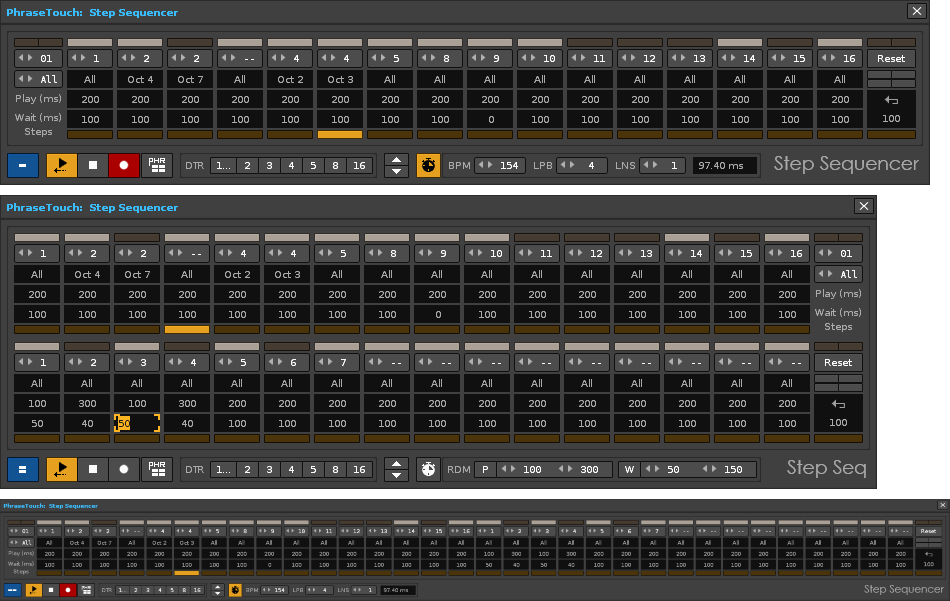 PhraseTouch: Step Sequencer
01 1 2 2 -- 4 4 5 8 9 10 11 12 13 14 15 16 Reset
All All Oct 4 Oct 7 All Oct 2 Oct 3 All All All All All All All All All All
Play (ms) 200 200 200 200 200 200 200 200 200 200 200 200 200 200 200 200
Wait (ms) 100 100 100 100 100 100 100 100 0 100 100 100 100 100 100 100 100
Steps
PHR DTR 1... 2 3 4 5 8 16 BPM 154 LPB 4 LNS 1 97.40 ms Step Sequencer
PhraseTouch: Step Sequencer
1 2 2 -- 4 4 5 8 9 10 11 12 13 14 15 16 01
All Oct 4 Oct 7 All Oct 2 Oct 3 All All All All All All All All All All All
200 200 200 200 200 200 200 200 200 200 200 200 200 200 200 200 Play (ms)
100 100 100 100 100 100 100 100 0 100 100 100 100 100 100 100 Wait (ms)
Steps
1 2 3 4 5 6 7 -- -- -- -- -- -- -- -- -- Reset
All All All All All All All All All All All All All All All All
100 300 100 300 200 200 200 200 200 200 200 200 200 200 200 200
50 40 50 40 100 100 100 100 100 100 100 100 100 100 100 100 100
PHR DTR 1... 2 3 4 5 8 16 RDM P 100 300 W 50 150 Step Seq
PhraseTouch: Step Sequencer
01 1 2 2 -- 4 4 5 8 9 10 11 12 13 14 15 16 1 2 3 4 5 6 7 -- -- -- -- -- -- -- -- -- Reset
All All Oct 4 Oct 7 All Oct 2 Oct 3 All All All All All All All All All All All All All All All All All All All All All All All All All All
Play (ms) 200 200 200 200 200 200 200 200 200 200 200 200 200 200 200 200 100 300 100 300 200 200 200 200 200 200 200 200 200 200 200 200
Wait (ms) 100 100 100 100 100 100 100 100 0 100 100 100 100 100 100 100 50 40 50 40 100 100 100 100 100 100 100 100 100 100 100 100 100
Steps
DTR 1.. 2 3 4 5 8 16 BPM 154 LPB 4 LNS 1 97.40 ms Step Sequencer